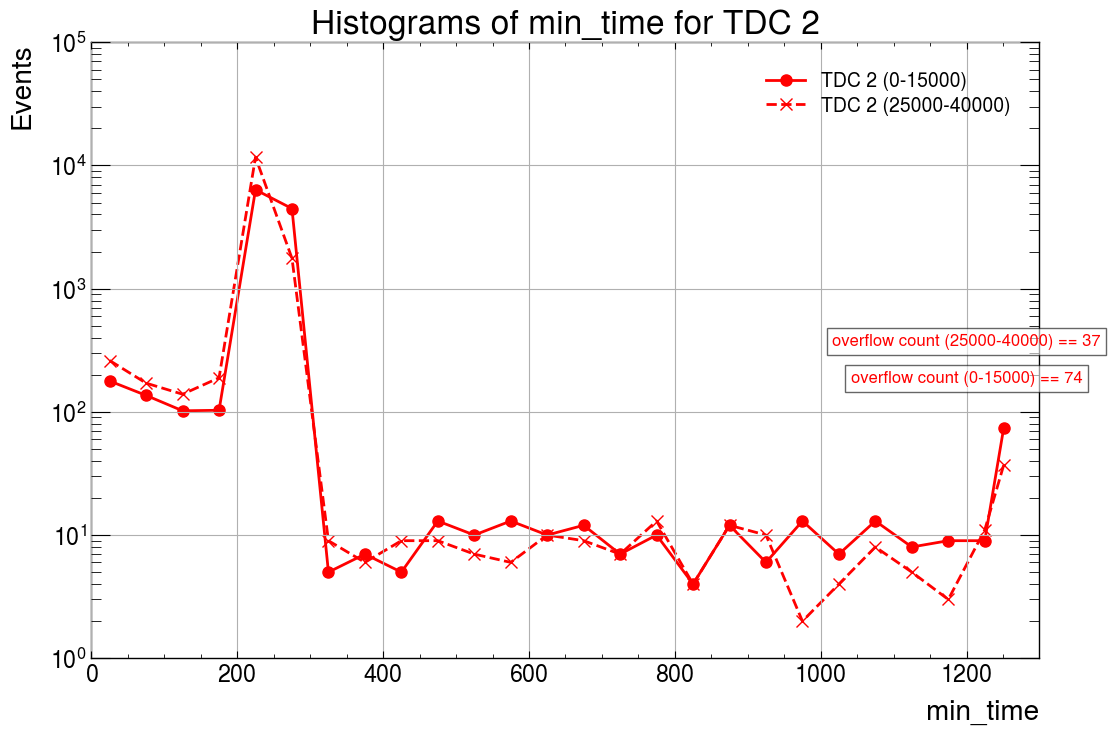 Histograms of min_time for TDC 2
Events
10^5
10^4
10^3
10^2
10^1
10^0
TDC 2 (0-15000)
TDC 2 (25000-40000)
overflow count (25000-40000) == 37
overflow count (0-15000) == 74
0 200 400 600 800 1000 1200
min_time